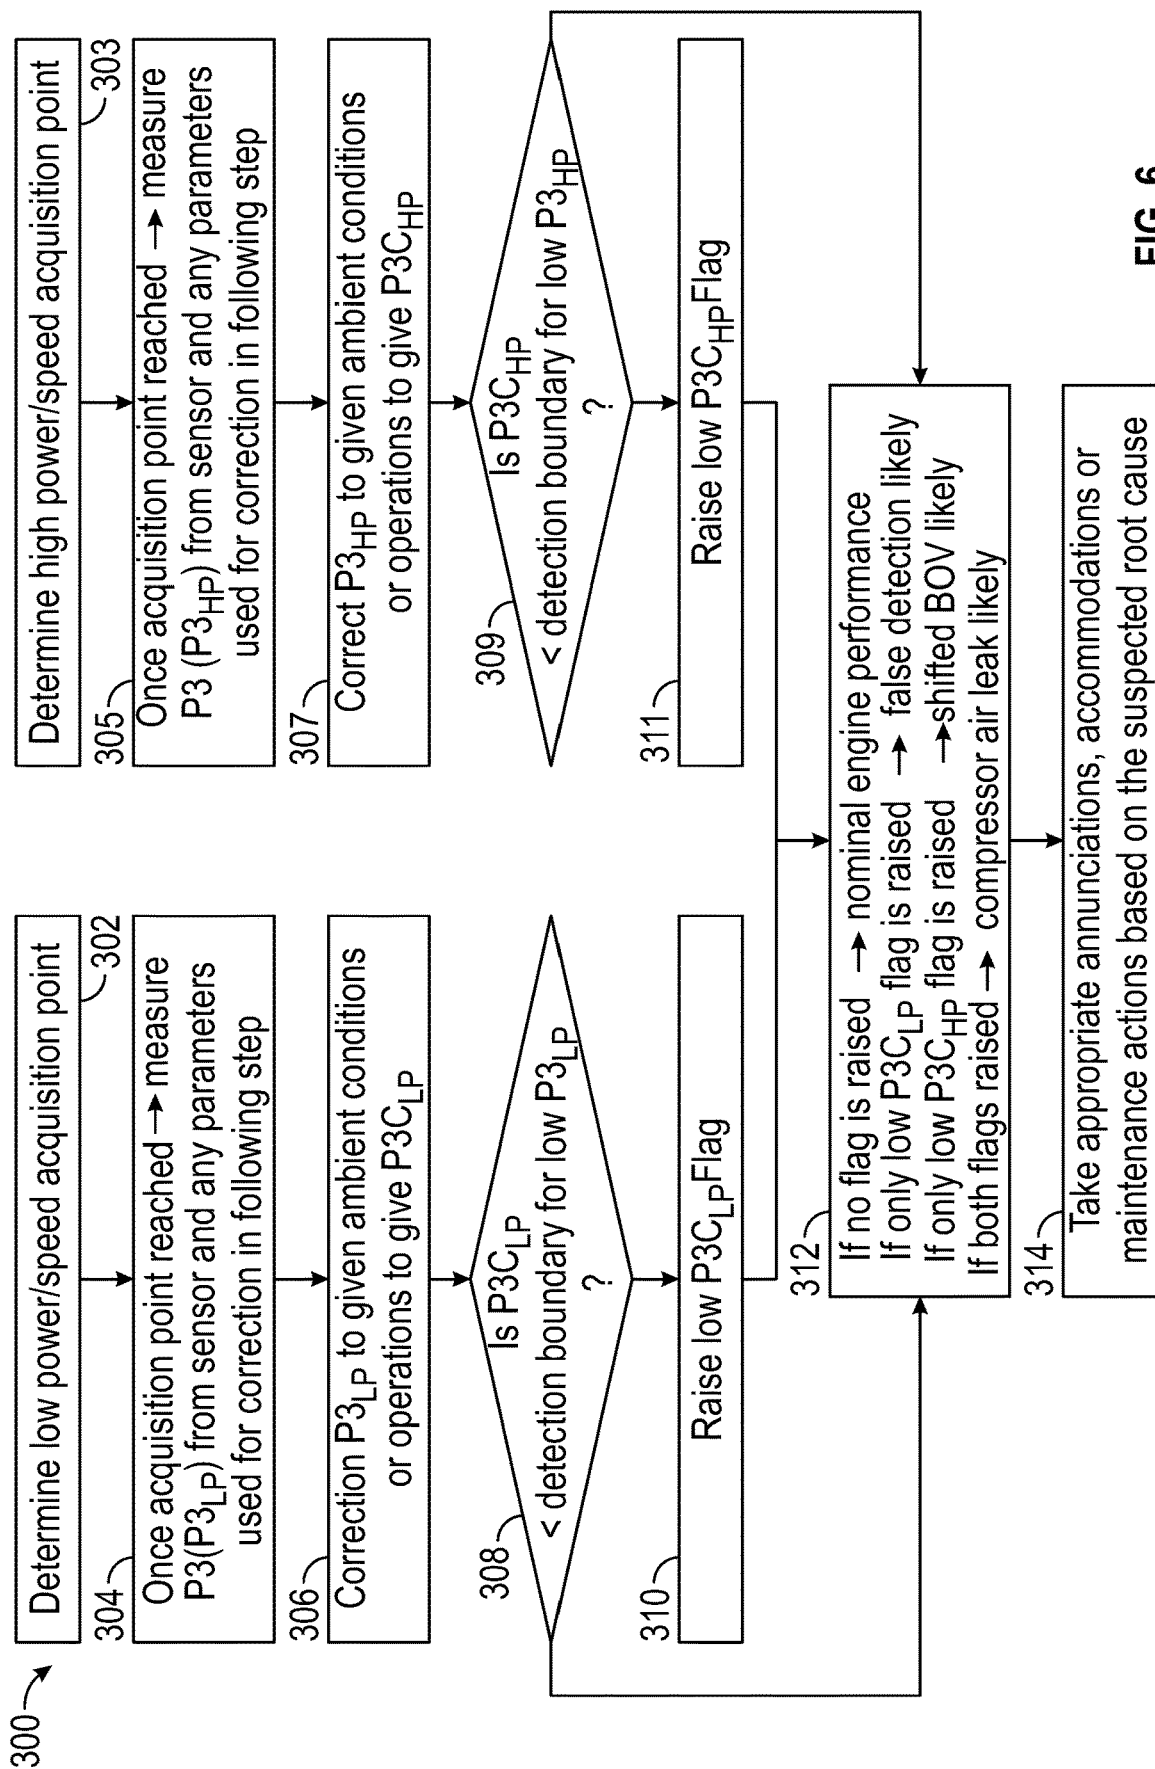 300
Determine low power/speed acquisition point
302
304
Once acquisition point reached → measure
P3(P3LP) from sensor and any parameters
used for correction in following step
306
Correction P3LP to given ambient conditions
or operations to give P3CLP
308
Is P3CLP
< detection boundary for low P3LP
?
310
Raise low P3CLPFlag
Determine high power/speed acquisition point
303
305
Once acquisition point reached → measure
P3 (P3HP) from sensor and any parameters
used for correction in following step
307
Correct P3HP to given ambient conditions
or operations to give P3CHP
309
Is P3CHP
< detection boundary for low P3HP
?
311
Raise low P3CHPFlag
312
If no flag is raised → nominal engine performance
If only low P3CLP flag is raised → false detection likely
If only low P3CHP flag is raised →shifted BOV likely
If both flags raised → compressor air leak likely
314
Take appropriate annunciations, accommodations or
maintenance actions based on the suspected root cause
FIG. 6